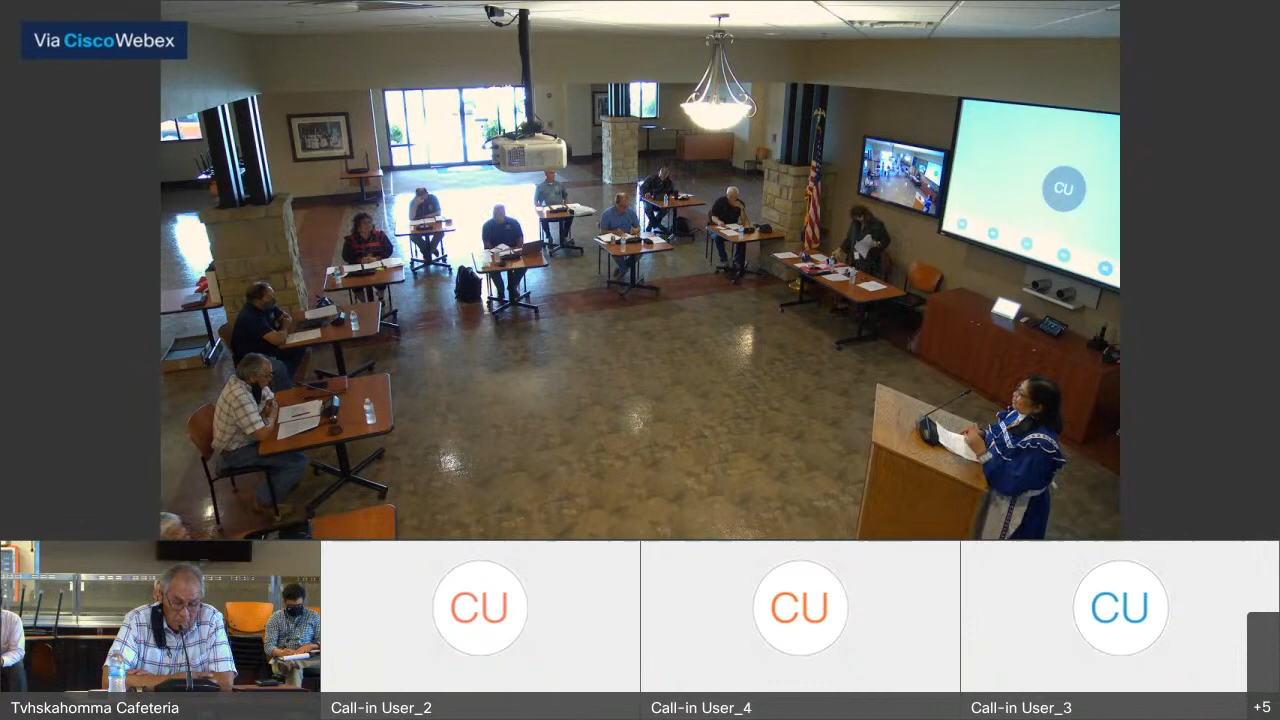 Via CiscoWebex
CU
CU
CU
CU
Tvhskahomma Cafeteria
Call-in User_2
Call-in User_4
Call-in User_3
+5